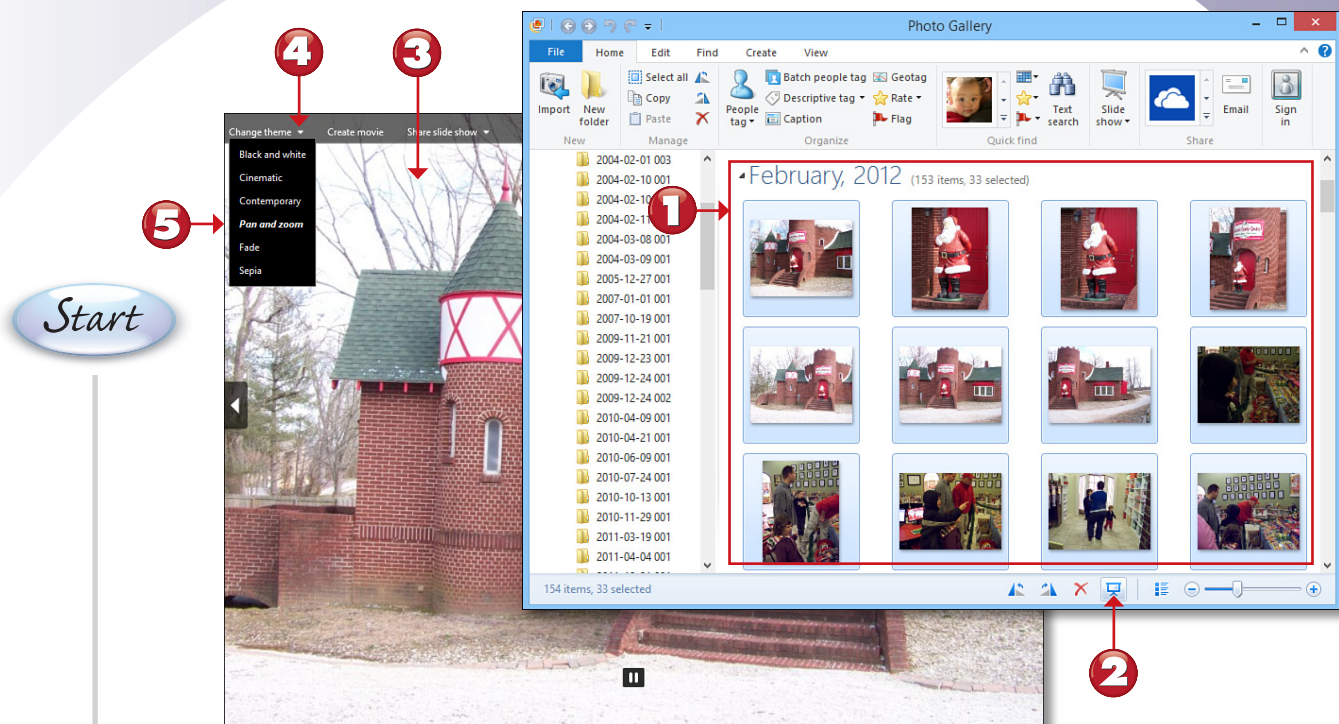 Photo Gallery
File Home Edit Find Create View
Import
New folder
New
Select all
Copy
Paste
Manage
People tag
Batch people tag
Descriptive tag
Caption
Geotag
Rate
Flag
Organize
Text search
Quick find
Slide show
Email
Share
Sign in
4
3
Change theme Create movie Share slide show
Black and white
Cinematic
Contemporary
Pan and zoom
Fade
Sepia
5
Start
2004-02-01 003
2004-02-10 001
2004-02-10
2004-02-11
2004-03-08 001
2004-03-09 001
2005-12-27 001
2007-01-01 001
2007-10-19 001
2009-11-21 001
2009-12-23 001
2009-12-24 001
2009-12-24 002
2010-04-09 001
2010-04-21 001
2010-06-09 001
2010-07-24 001
2010-10-13 001
2010-11-29 001
2011-03-19 001
2011-04-04 001
1
February, 2012 (153 items, 33 selected)
154 items, 33 selected
2